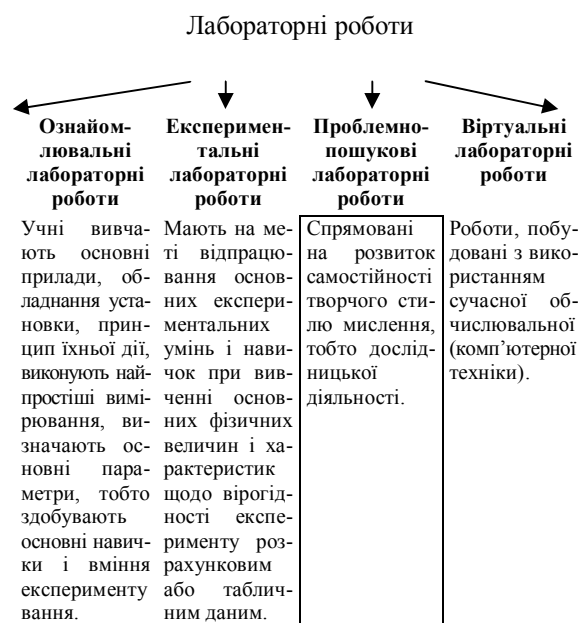 Лабораторні роботи
Ознайом-
лювальні
лабораторні
роботи
Учні вивча-
ють основні
прилади, об-
ладнання уста-
новки, прин-
цип їхньої дії,
виконують най-
простіші вимі-
рювання, ви-
значають ос-
новні пара-
метри, тобто
здобувають
основні навич-
ки і вміння
експерименту
вання.
Експеримен-
тальні
лабораторні
роботи
Мають на ме-
ті відпрацю-
вання основ-
них експери-
ментальних
умінь і нави-
чок при вив-
ченні основ-
них фізичних
величин і ха-
рактеристик
щодо вірогід-
ності експе-
рименту роз-
рахунковим
або таблич-
ним даним.
Проблемно-
пошукові
лабораторні
роботи
Спрямовані
на розвиток
самостійності
творчого сти-
лю мислення,
тобто дослід-
ницької
діяльності.
Віртуальні
лабораторні
роботи
Роботи, побу-
довані з вико-
ристанням
сучасної об-
числювальної
(комп’ютерної
техніки).